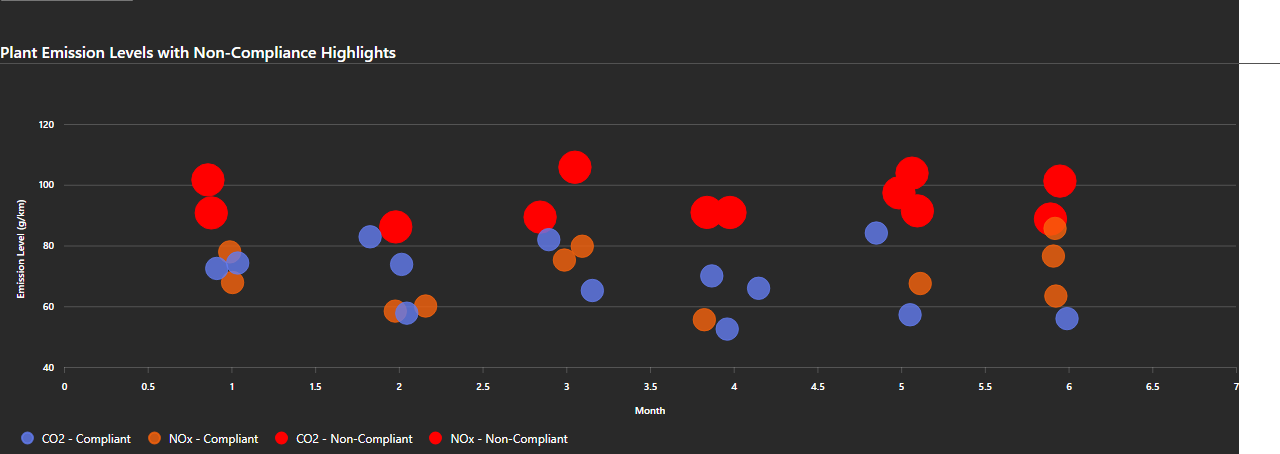 Plant Emission Levels with Non-Compliance Highlights
120
100
80
60
40
Emission Level (g/km)
0 0.5 1 1.5 2 2.5 3 3.5 4 4.5 5 5.5 6 6.5 7
Month
CO2 - Compliant NOx - Compliant CO2 - Non-Compliant NOx - Non-Compliant